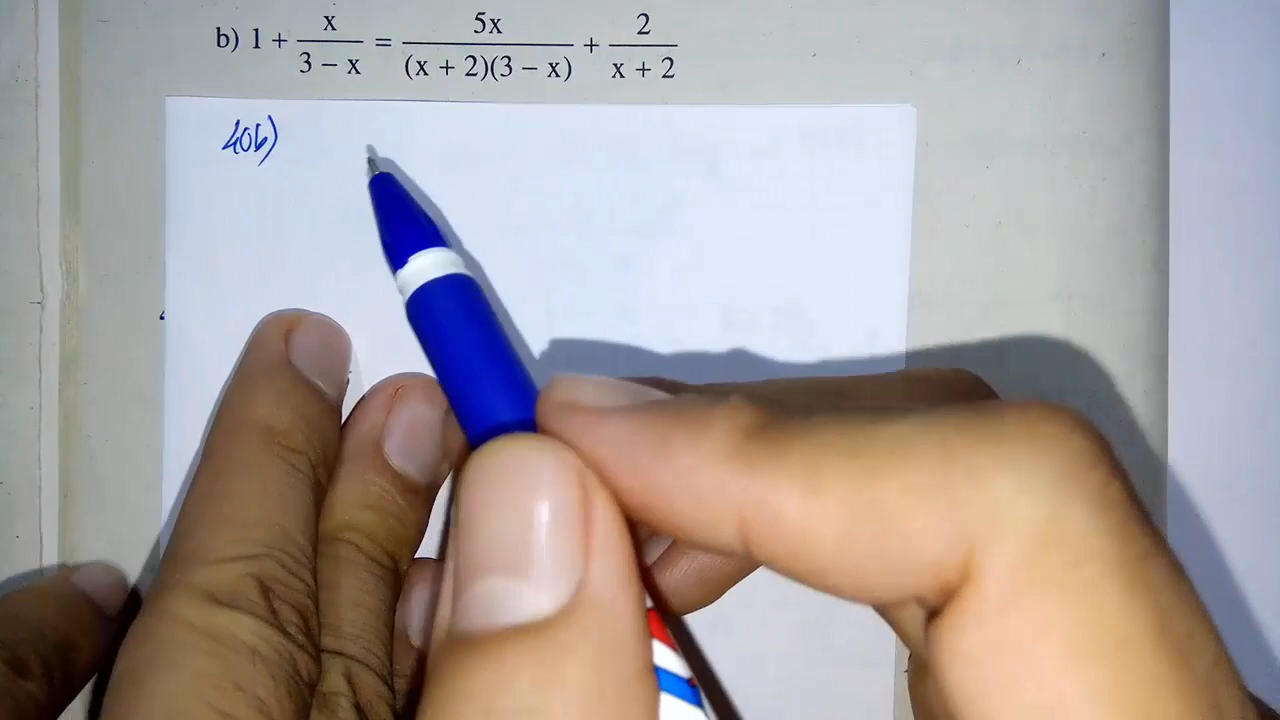 b) 1 + x/(3 − x) = 5x/((x + 2)(3 − x)) + 2/(x + 2)
40b)